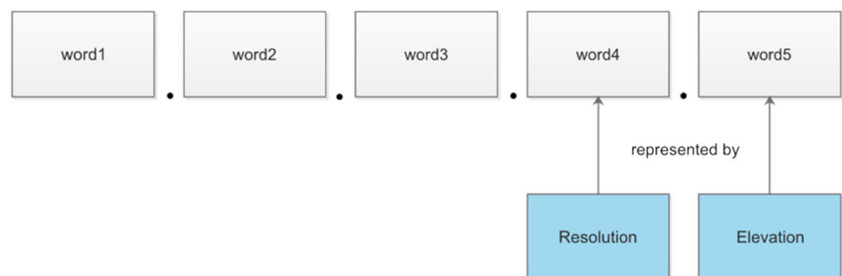 word1 . word2 . word3 . word4 . word5
represented by
Resolution Elevation